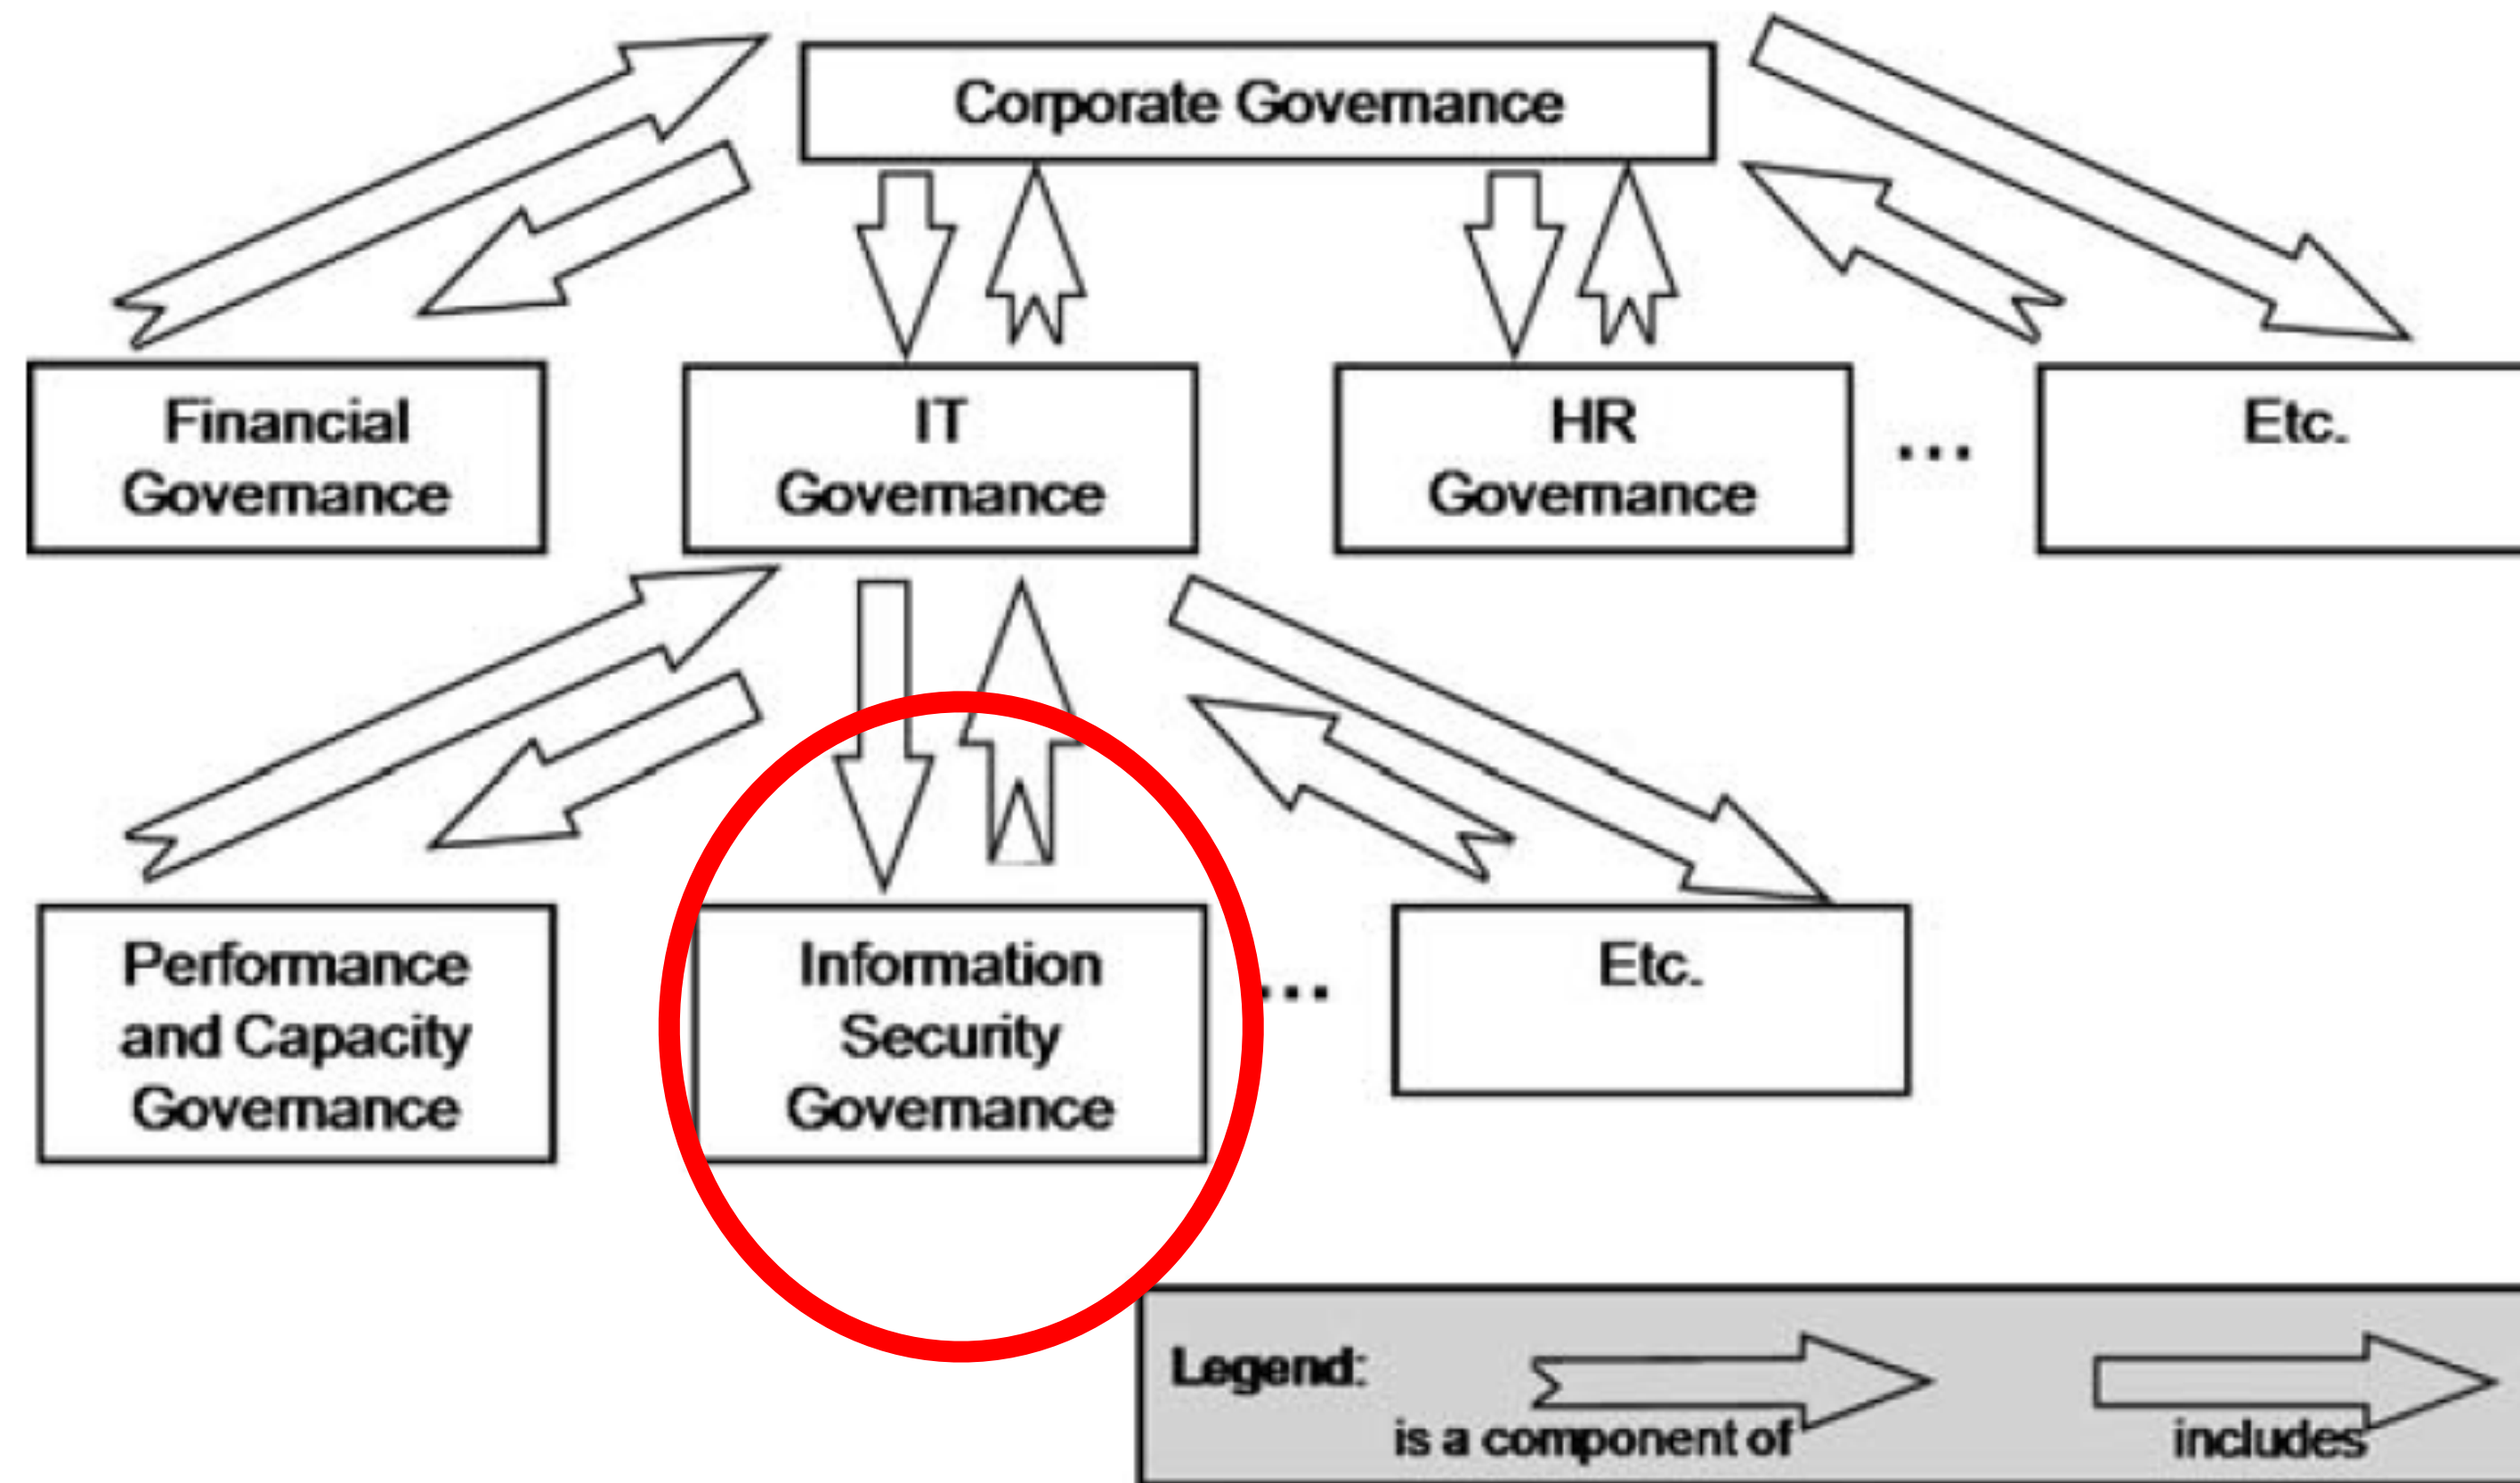 Corporate Governance
Financial
Governance
IT
Governance
HR
Governance
...
Etc.
Performance
and Capacity
Governance
Information
Security
Governance
...
Etc.
Legend:
is a component of
includes